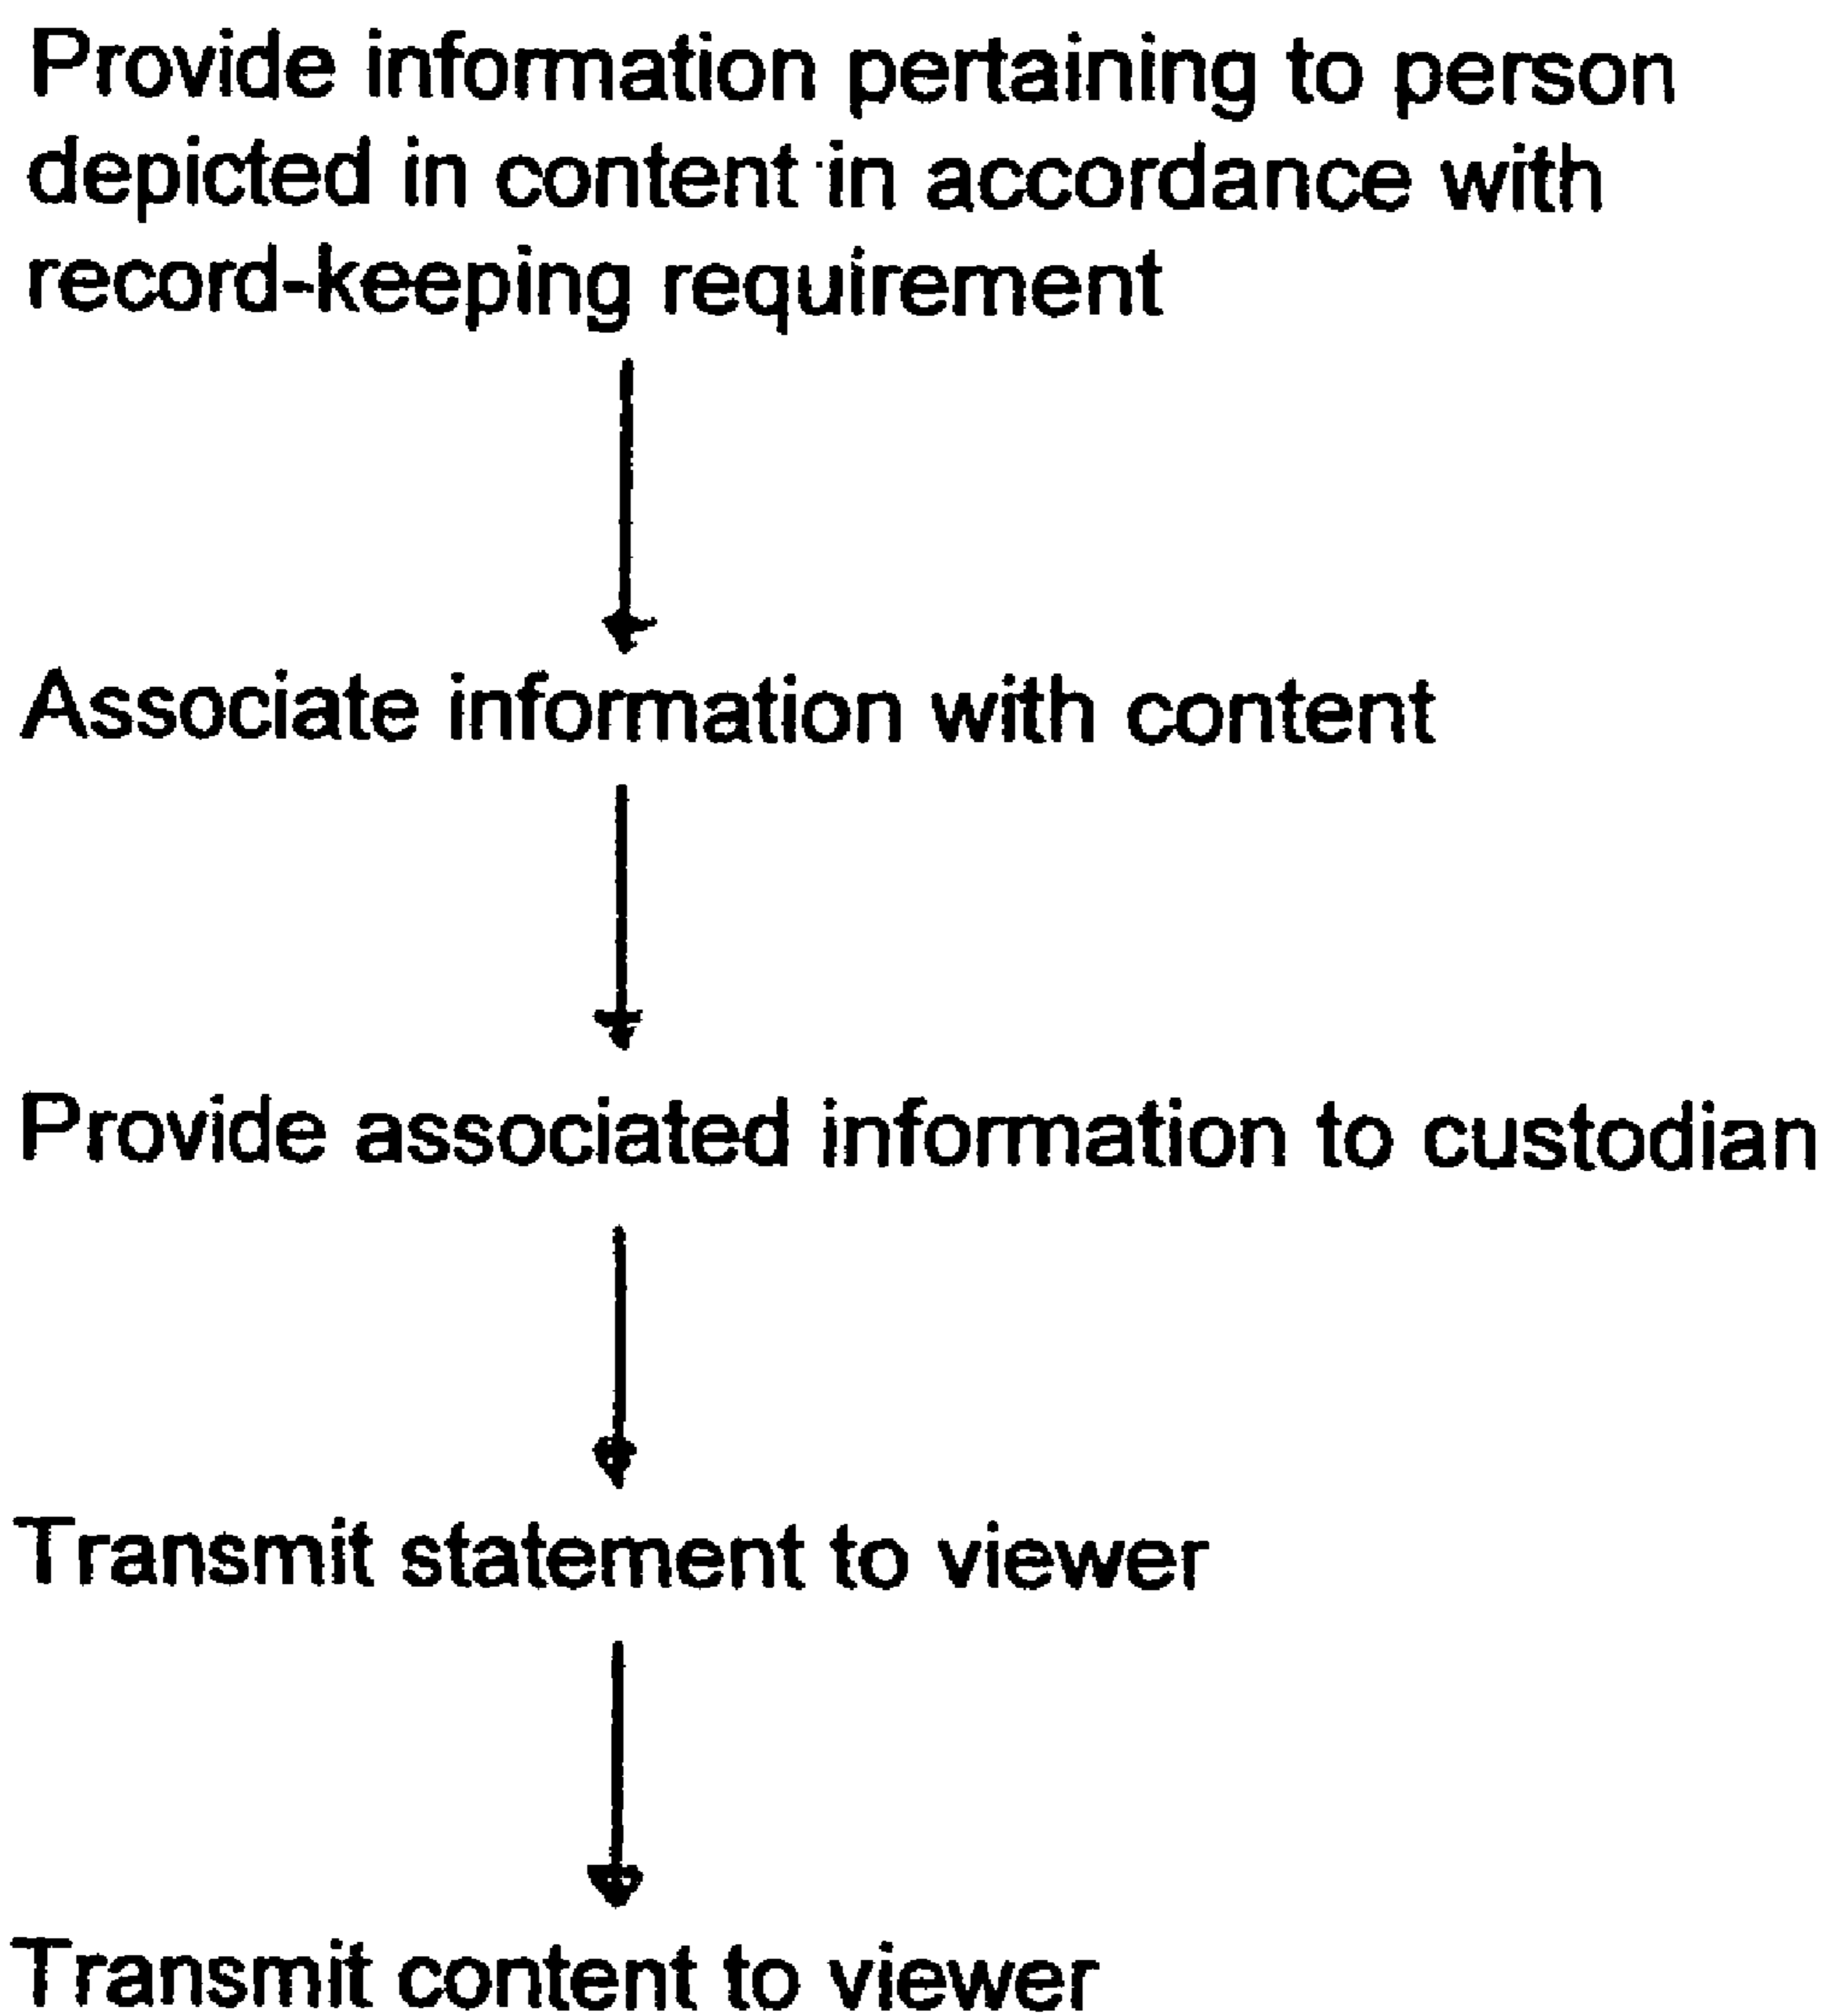 Provide information pertaining to person
depicted in content in accordance with
record-keeping requirement
Associate information with content
Provide associated information to custodian
Transmit statement to viewer
Transmit content to viewer